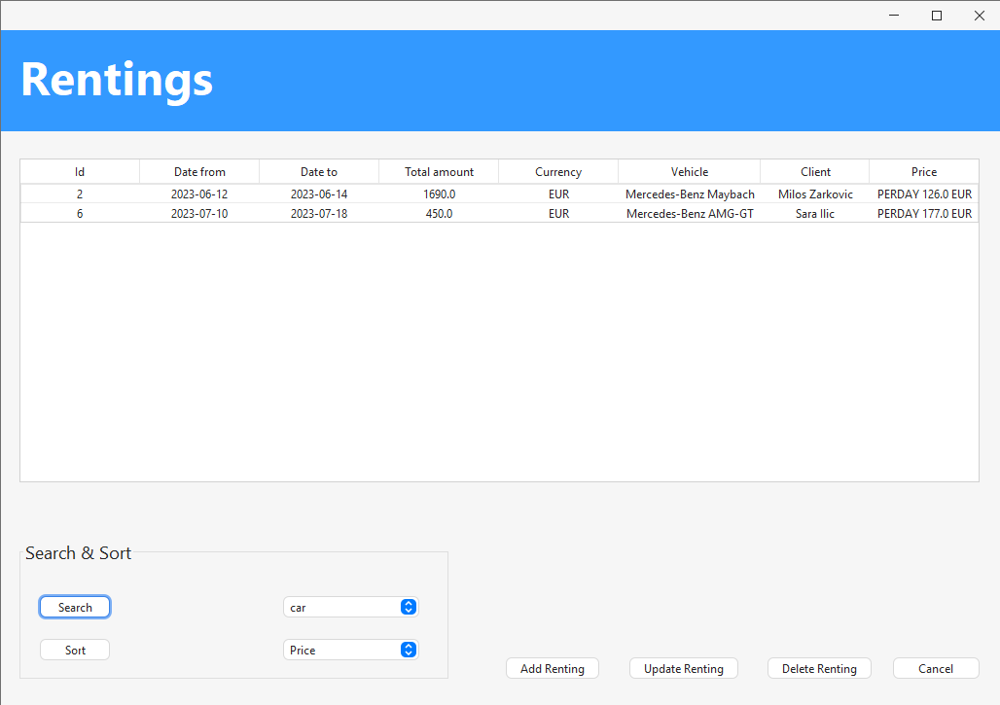 Rentings
Id Date from Date to Total amount Currency Vehicle Client Price
2 2023-06-12 2023-06-14 1690.0 EUR Mercedes-Benz Maybach Milos Zarkovic PERDAY 126.0 EUR
6 2023-07-10 2023-07-18 450.0 EUR Mercedes-Benz AMG-GT Sara Ilic PERDAY 177.0 EUR
Search & Sort
Search car
Sort Price
Add Renting Update Renting Delete Renting Cancel